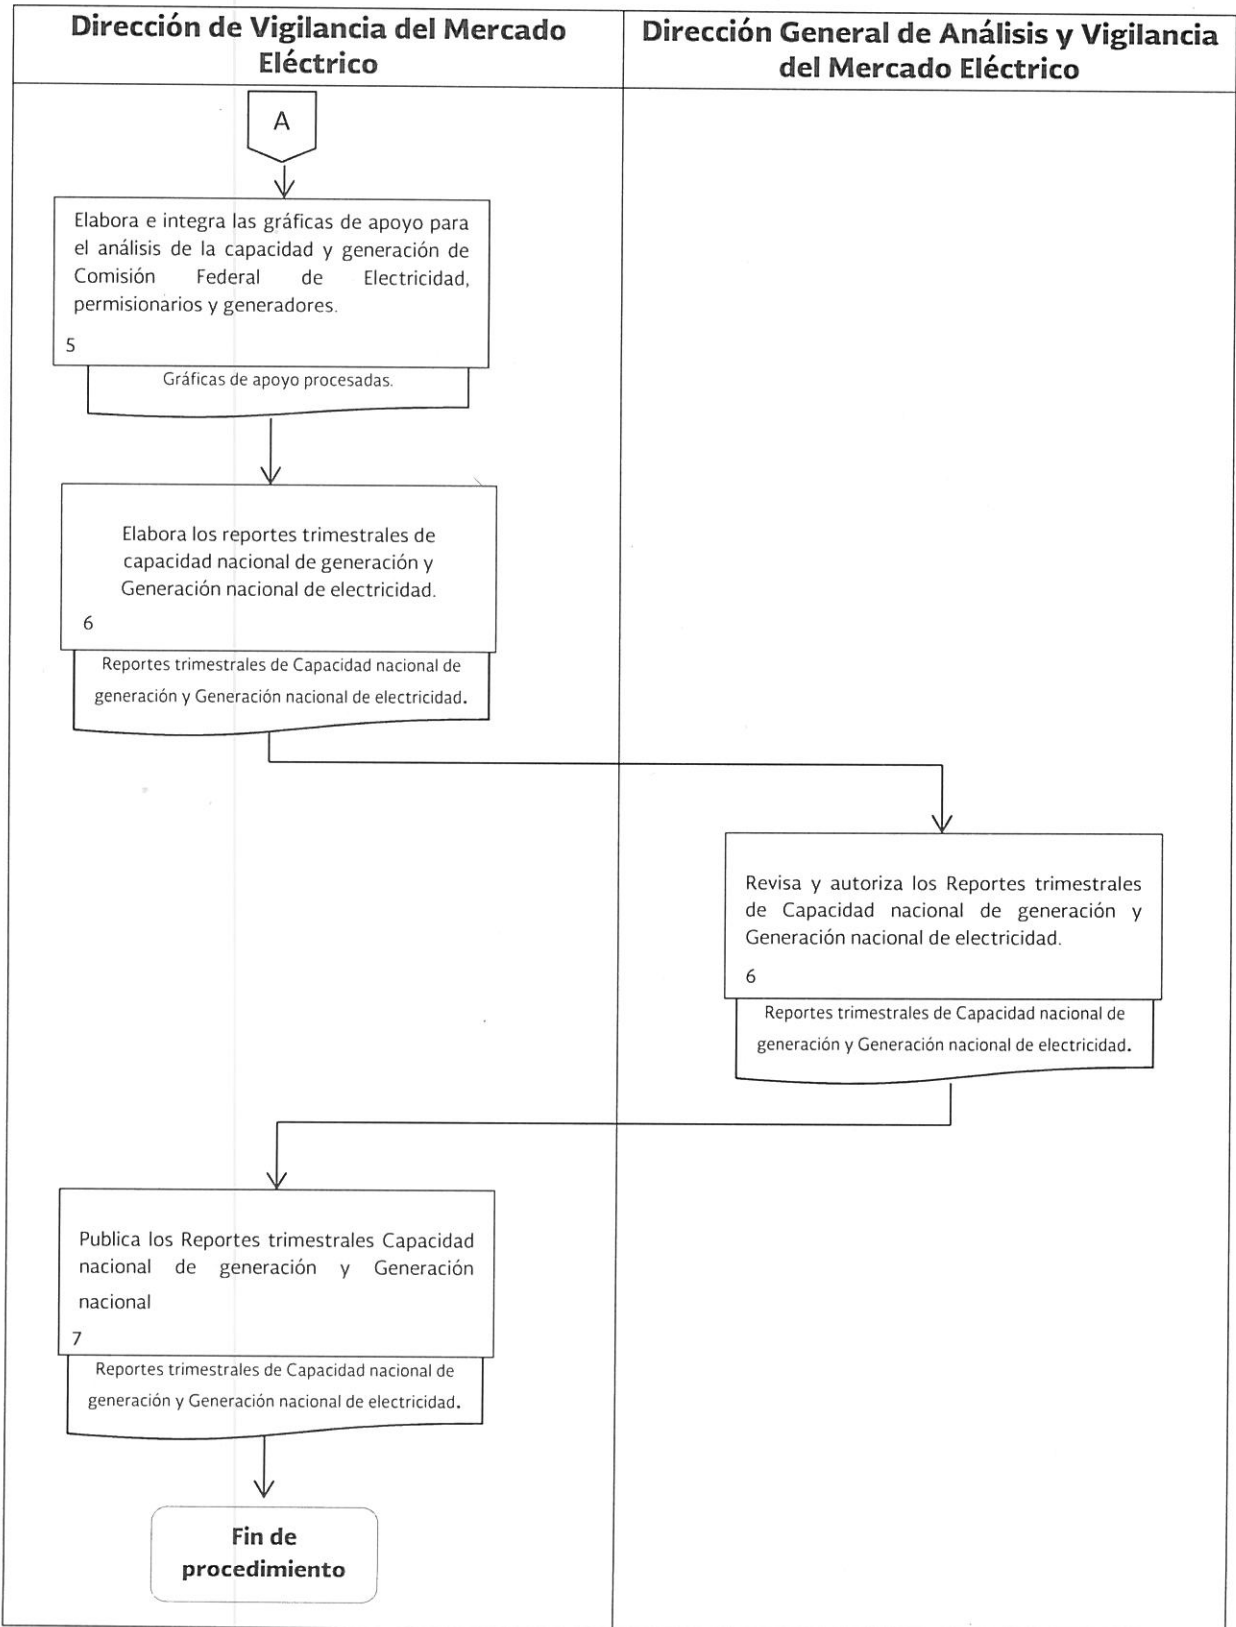 Dirección de Vigilancia del Mercado
Eléctrico
Dirección General de Análisis y Vigilancia
del Mercado Eléctrico
A
Elabora e integra las gráficas de apoyo para
el análisis de la capacidad y generación de
Comisión Federal de Electricidad,
permisionarios y generadores.
5
Gráficas de apoyo procesadas.
Elabora los reportes trimestrales de
capacidad nacional de generación y
Generación nacional de electricidad.
6
Reportes trimestrales de Capacidad nacional de
generación y Generación nacional de electricidad.
Revisa y autoriza los Reportes trimestrales
de Capacidad nacional de generación y
Generación nacional de electricidad.
6
Reportes trimestrales de Capacidad nacional de
generación y Generación nacional de electricidad.
Publica los Reportes trimestrales Capacidad
nacional de generación y Generación
nacional
7
Reportes trimestrales de Capacidad nacional de
generación y Generación nacional de electricidad.
Fin de
procedimiento